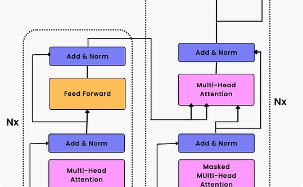 Add & Norm
Feed Forward
Nx
Add & Norm
Multi-Head
Attention
Add & Norm
Multi-Head
Attention
Nx
Add & Norm
Masked
MUlti-Head
Attention